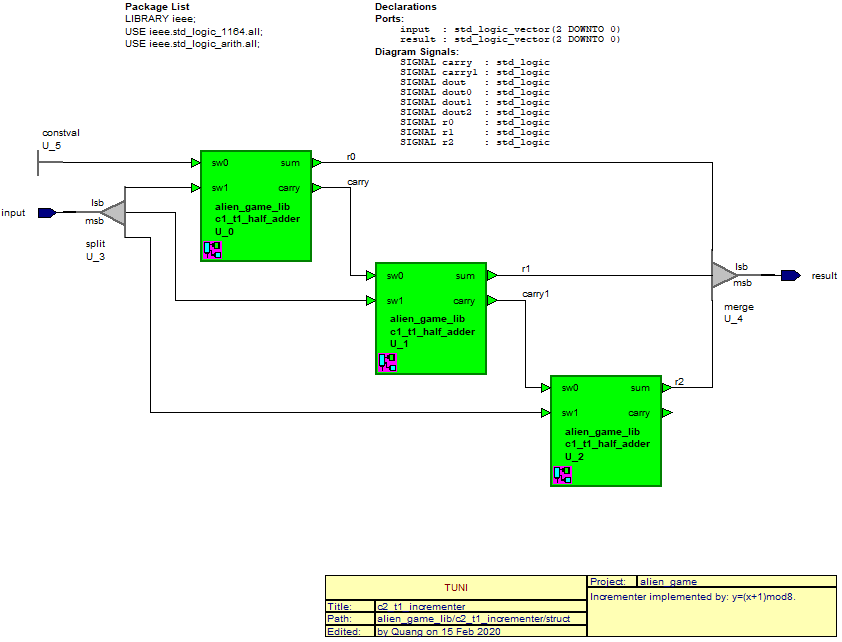 Package List
LIBRARY ieee;
USE ieee.std_logic_1164.all;
USE ieee.std_logic_arith.all;
Declarations
Ports:
input : std_logic_vector(2 DOWNTO 0)
result : std_logic_vector(2 DOWNTO 0)
Diagram Signals:
SIGNAL carry : std_logic
SIGNAL carry1 : std_logic
SIGNAL dout : std_logic
SIGNAL dout0 : std_logic
SIGNAL dout1 : std_logic
SIGNAL dout2 : std_logic
SIGNAL r0 : std_logic
SIGNAL r1 : std_logic
SIGNAL r2 : std_logic
constval
U_5
sw0 sum
sw1 carry
alien_game_lib
c1_t1_half_adder
U_0
r0
carry
input
lsb
msb
split
U_3
sw0 sum
sw1 carry
alien_game_lib
c1_t1_half_adder
U_1
r1
carry1
lsb
msb
result
merge
U_4
sw0 sum
sw1 carry
alien_game_lib
c1_t1_half_adder
U_2
r2
TUNI
Title: c2_t1_incrementer
Path: alien_game_lib/c2_t1_incrementer/struct
Edited: by Quang on 15 Feb 2020
Project: alien_game
Incrementer implemented by: y=(x+1)mod8.